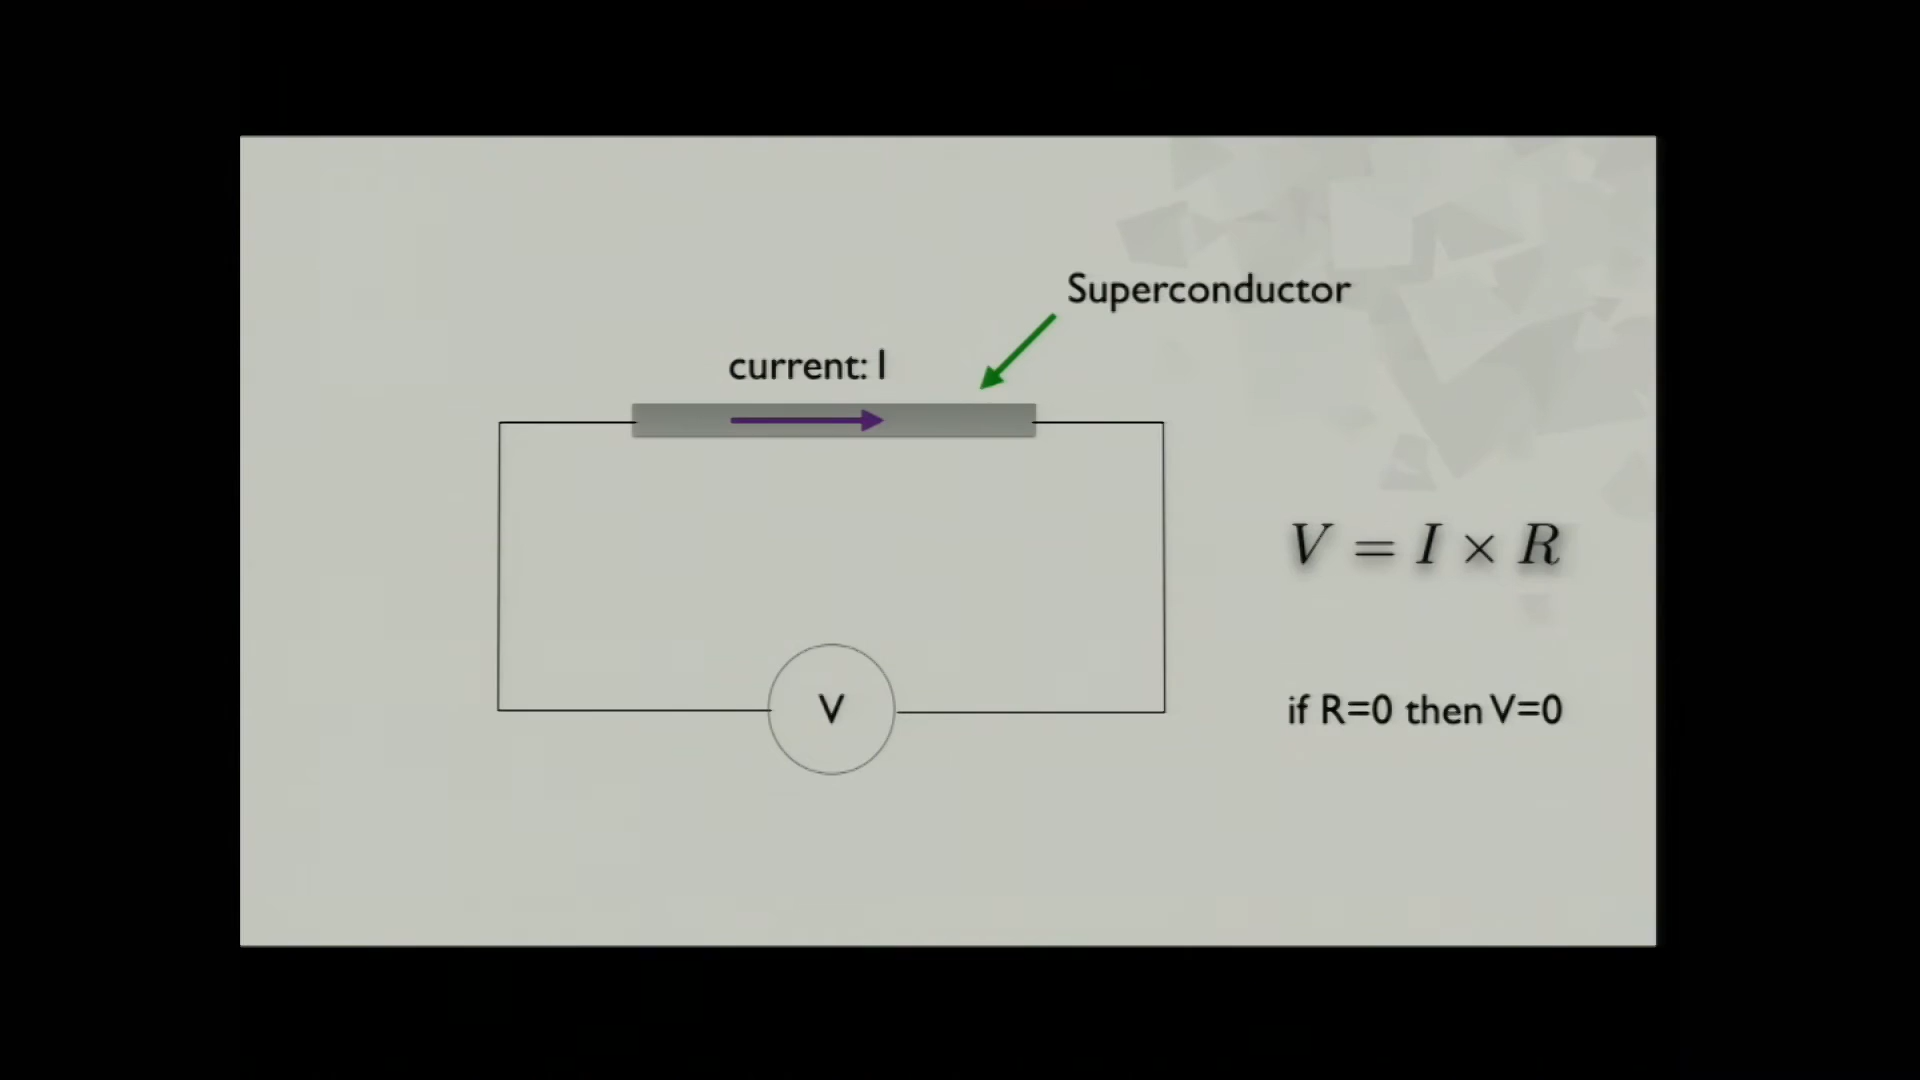 Superconductor
current: I
V = I × R
V
if R=0 then V=0